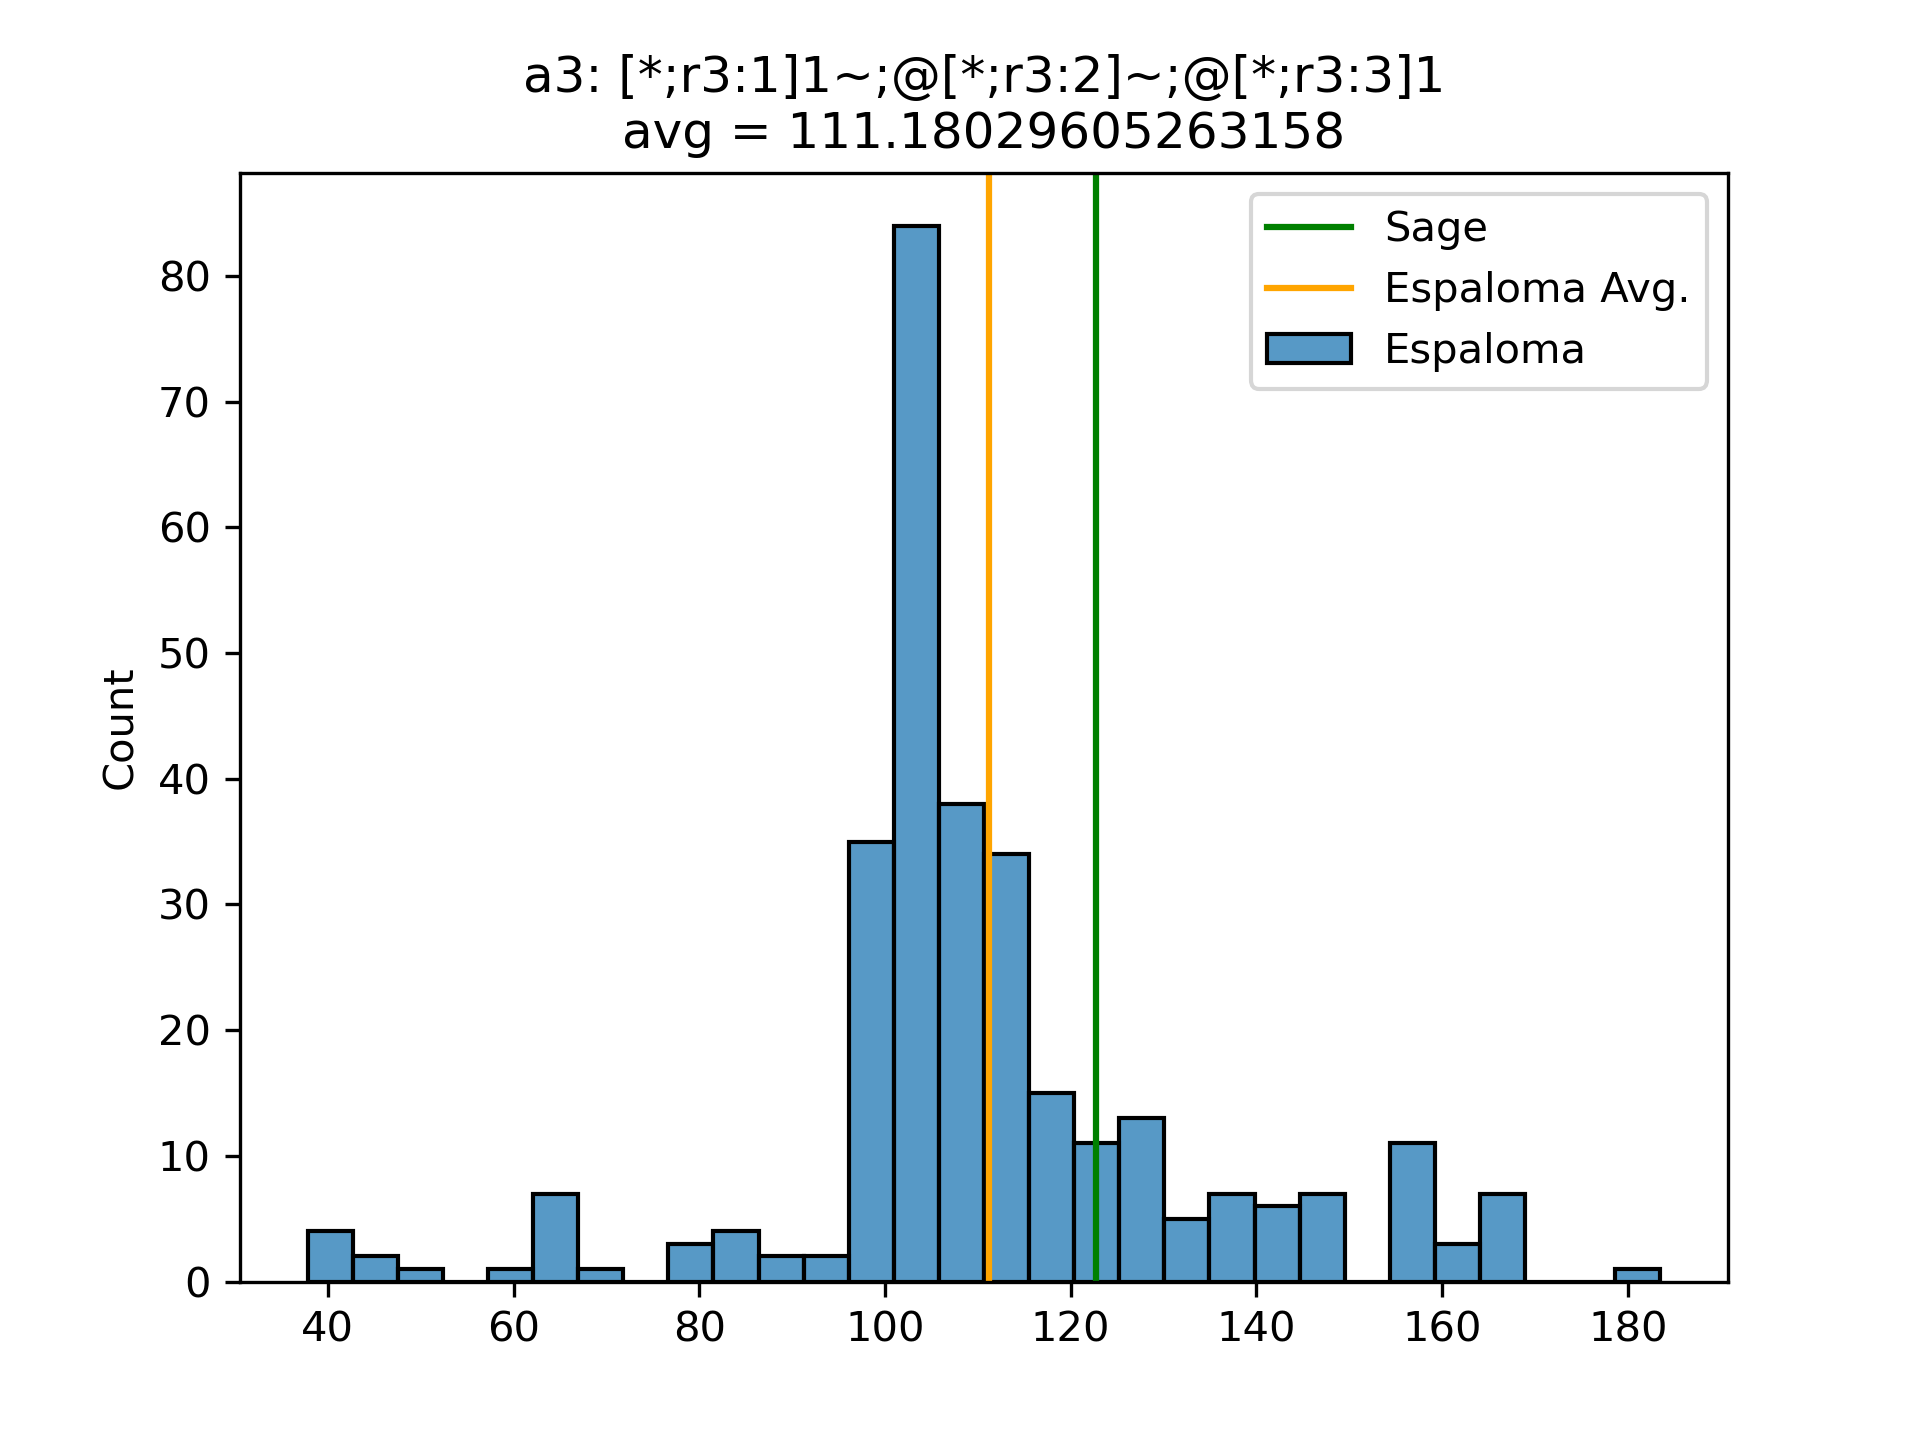 a3: [*;r3:1]1~;@[*;r3:2]~;@[*;r3:3]1
avg = 111.18029605263158
Sage
Espaloma Avg.
Espaloma
Count
80
70
60
50
40
30
20
10
0
40 60 80 100 120 140 160 180